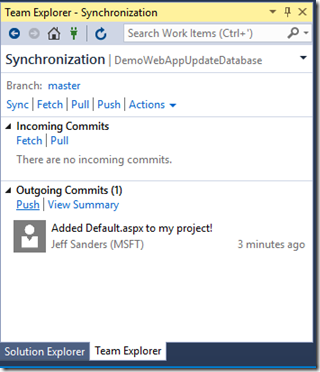 Team Explorer - Synchronization
Search Work Items (Ctrl+')
Synchronization | DemoWebAppUpdateDatabase
Branch: master
Sync | Fetch | Pull | Push | Actions
Incoming Commits
Fetch | Pull
There are no incoming commits.
Outgoing Commits (1)
Push | View Summary
Added Default.aspx to my project!
Jeff Sanders (MSFT) 3 minutes ago
Solution Explorer Team Explorer